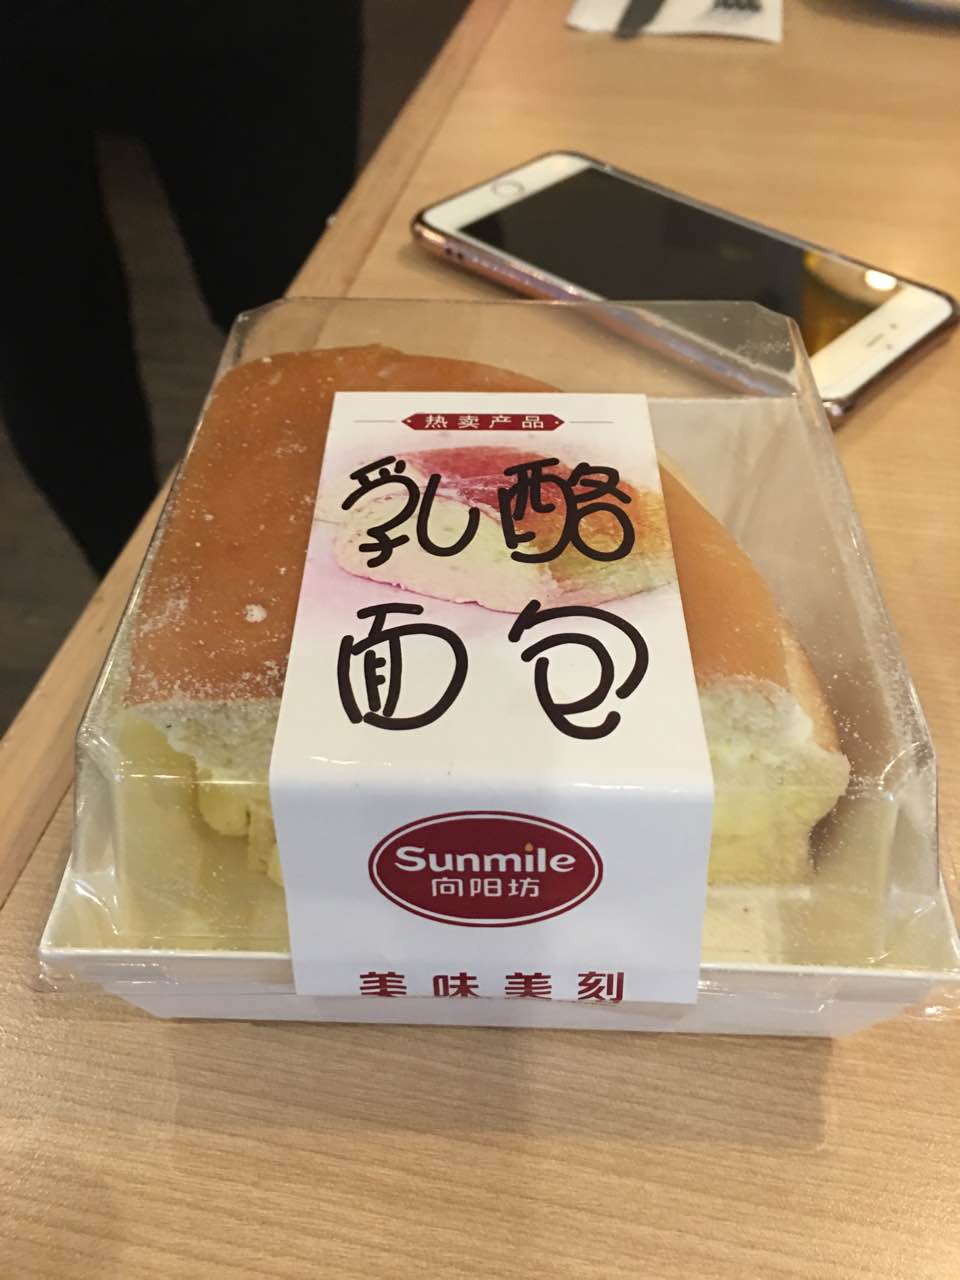 热卖产品
乳酪
面包
Sunmile
向阳坊
美味美刻